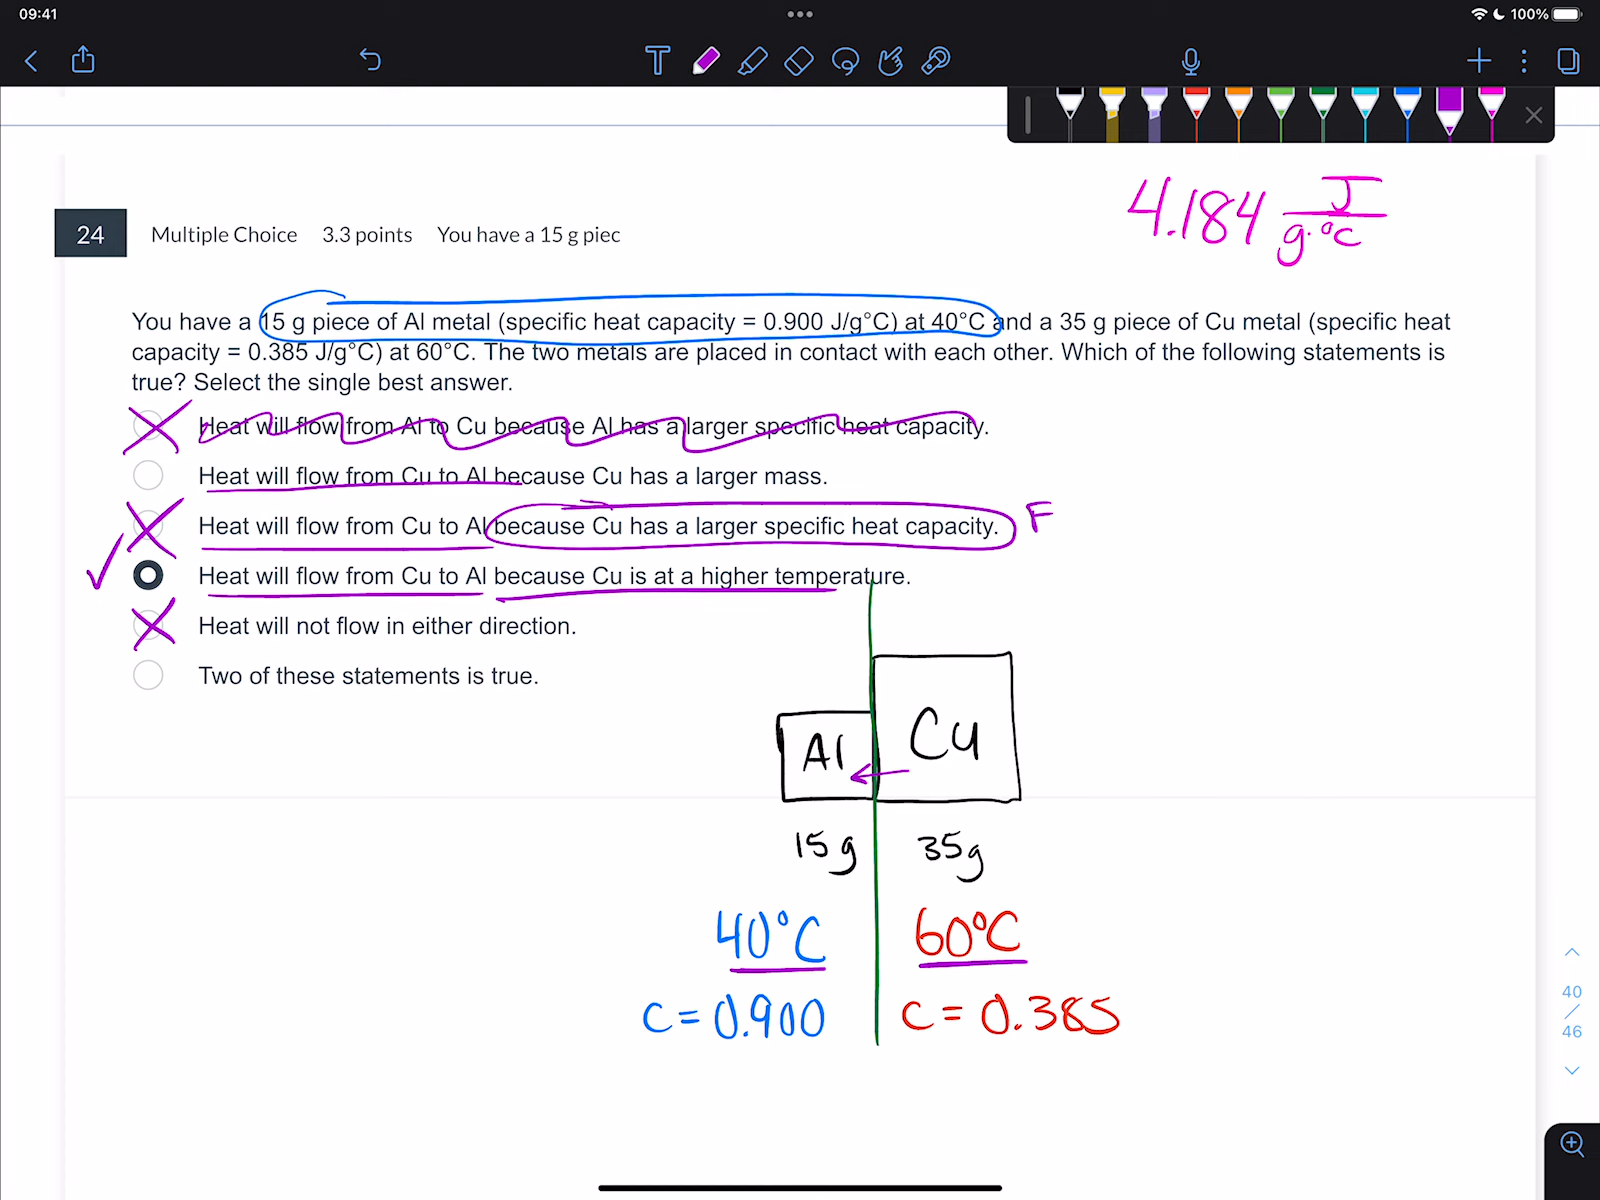 09:41
100%
T
4.184 J
g·°C
24 Multiple Choice 3.3 points You have a 15 g piec
You have a 15 g piece of Al metal (specific heat capacity = 0.900 J/g°C) at 40°C and a 35 g piece of Cu metal (specific heat
capacity = 0.385 J/g°C) at 60°C. The two metals are placed in contact with each other. Which of the following statements is
true? Select the single best answer.
Heat will flow from Al to Cu because Al has a larger specific heat capacity.
Heat will flow from Cu to Al because Cu has a larger mass.
Heat will flow from Cu to Al because Cu has a larger specific heat capacity. F
Heat will flow from Cu to Al because Cu is at a higher temperature.
Heat will not flow in either direction.
Two of these statements is true.
Al Cu
15g 35g
40°C 60°C
c = 0.900 c = 0.385
40
/
46